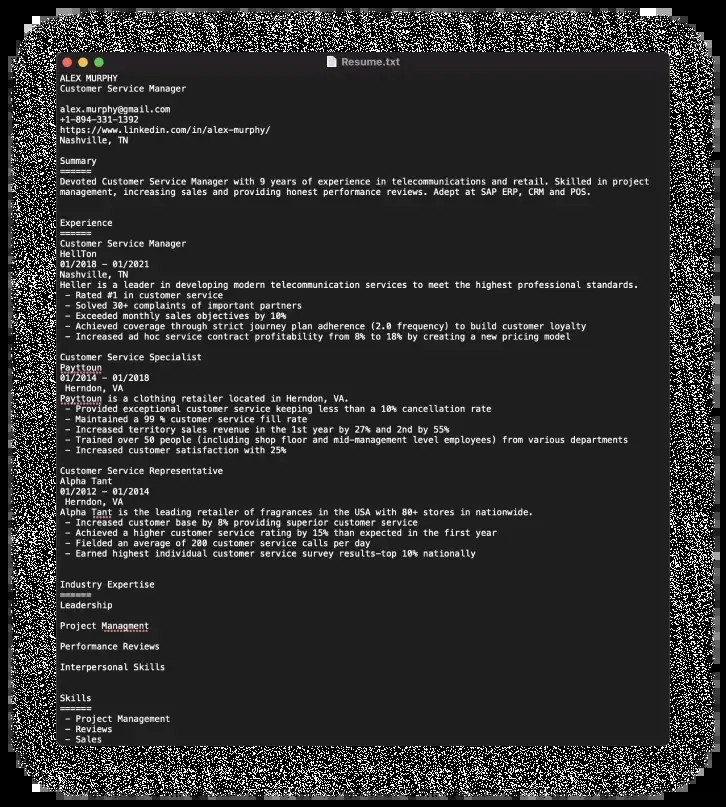 Resume.txt
ALEX MURPHY
Customer Service Manager
alex.murphy@gmail.com
+1-894-331-1392
https://www.linkedin.com/in/alex-murphy/
Nashville, TN
Summary
======
Devoted Customer Service Manager with 9 years of experience in telecommunications and retail. Skilled in project
management, increasing sales and providing honest performance reviews. Adept at SAP ERP, CRM and POS.
Experience
======
Customer Service Manager
HellTon
01/2018 – 01/2021
Nashville, TN
Heller is a leader in developing modern telecommunication services to meet the highest professional standards.
– Rated #1 in customer service
– Solved 30+ complaints of important partners
– Exceeded monthly sales objectives by 10%
– Achieved coverage through strict journey plan adherence (2.0 frequency) to build customer loyalty
– Increased ad hoc service contract profitability from 8% to 18% by creating a new pricing model
Customer Service Specialist
Payttoun
01/2014 – 01/2018
Herndon, VA
Payttoun is a clothing retailer located in Herndon, VA.
– Provided exceptional customer service keeping less than a 10% cancellation rate
– Maintained a 99 % customer service fill rate
– Increased territory sales revenue in the 1st year by 27% and 2nd by 55%
– Trained over 50 people (including shop floor and mid-management level employees) from various departments
– Increased customer satisfaction with 25%
Customer Service Representative
Alpha Tant
01/2012 – 01/2014
Herndon, VA
Alpha Tant is the leading retailer of fragrances in the USA with 80+ stores in nationwide.
– Increased customer base by 8% providing superior customer service
– Achieved a higher customer service rating by 15% than expected in the first year
– Fielded an average of 200 customer service calls per day
– Earned highest individual customer service survey results-top 10% nationally
Industry Expertise
======
Leadership
Project Managment
Performance Reviews
Interpersonal Skills
Skills
======
– Project Management
– Reviews
– Sales